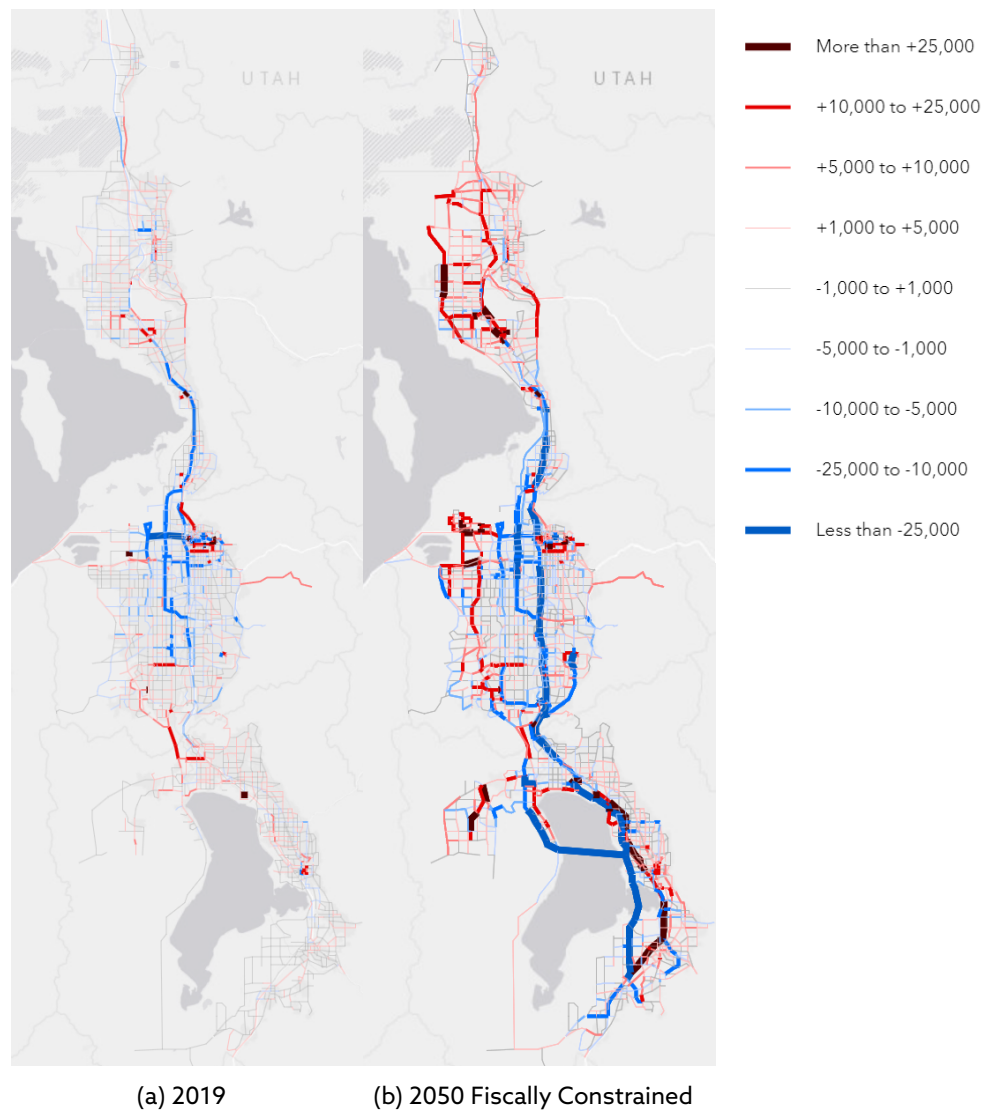 UTAH
UTAH
More than +25,000
+10,000 to +25,000
+5,000 to +10,000
+1,000 to +5,000
-1,000 to +1,000
-5,000 to -1,000
-10,000 to -5,000
-25,000 to -10,000
Less than -25,000
(a) 2019
(b) 2050 Fiscally Constrained